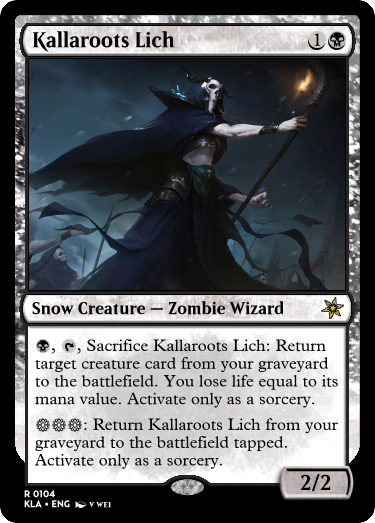 Kallaroots Lich 1
Snow Creature — Zombie Wizard
, , Sacrifice Kallaroots Lich: Return
target creature card from your graveyard
to the battlefield. You lose life equal to its
mana value. Activate only as a sorcery.
: Return Kallaroots Lich from your
graveyard to the battlefield tapped.
Activate only as a sorcery.
2/2
R 0104
KLA • ENG V WEI